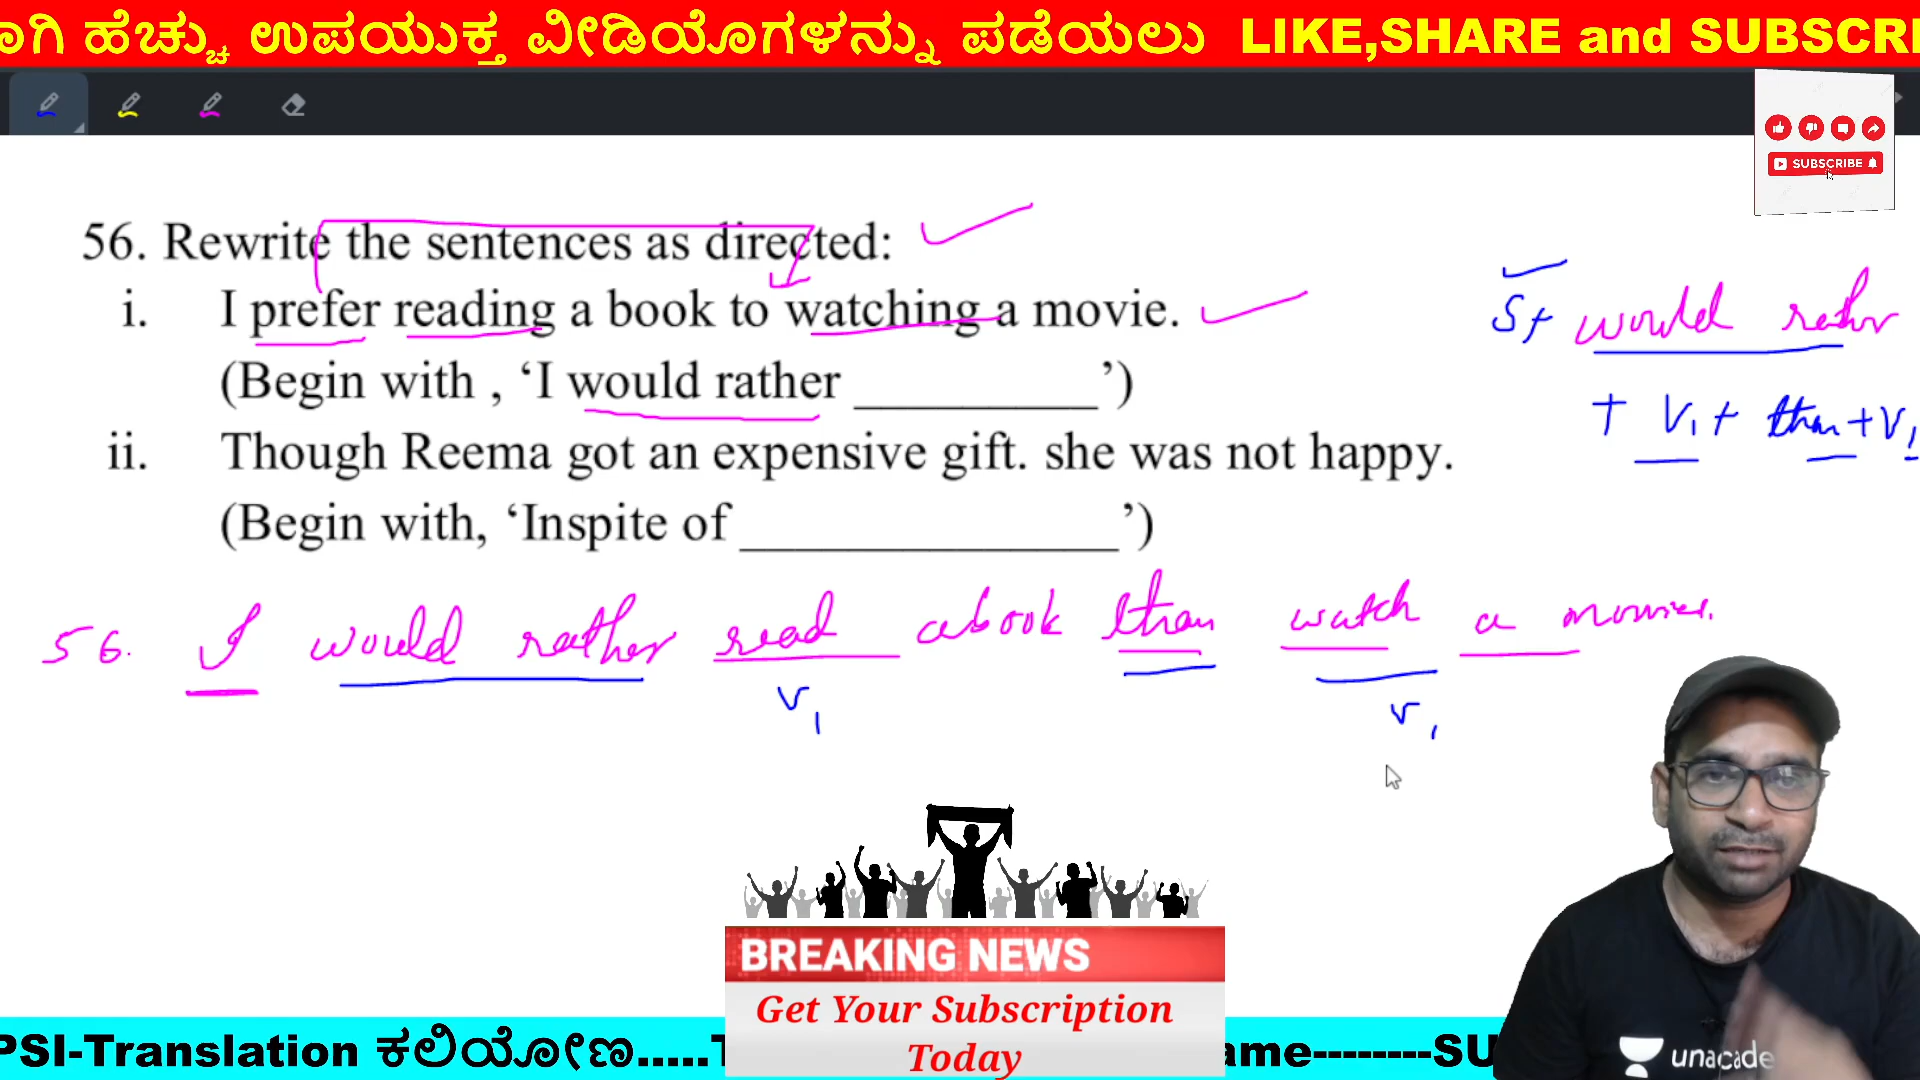 ಾಗಿ ಹೆಚ್ಚು ಉಪಯುಕ್ತ ವೀಡಿಯೊಗಳನ್ನು ಪಡೆಯಲು LIKE,SHARE and SUBSCRI
SUBSCRIBE
56. Rewrite the sentences as directed:
i. I prefer reading a book to watching a movie.
(Begin with , ‘I would rather __________’)
ii. Though Reema got an expensive gift. she was not happy.
(Begin with, ‘Inspite of _______________’)
S+ would rather
+ V1 + than + V1
56. I would rather read a book than watch a movie.
V1 V1
BREAKING NEWS
Get Your Subscription
Today
PSI-Translation ಕಲಿಯೋಣ.....T ame--------SU
unacade